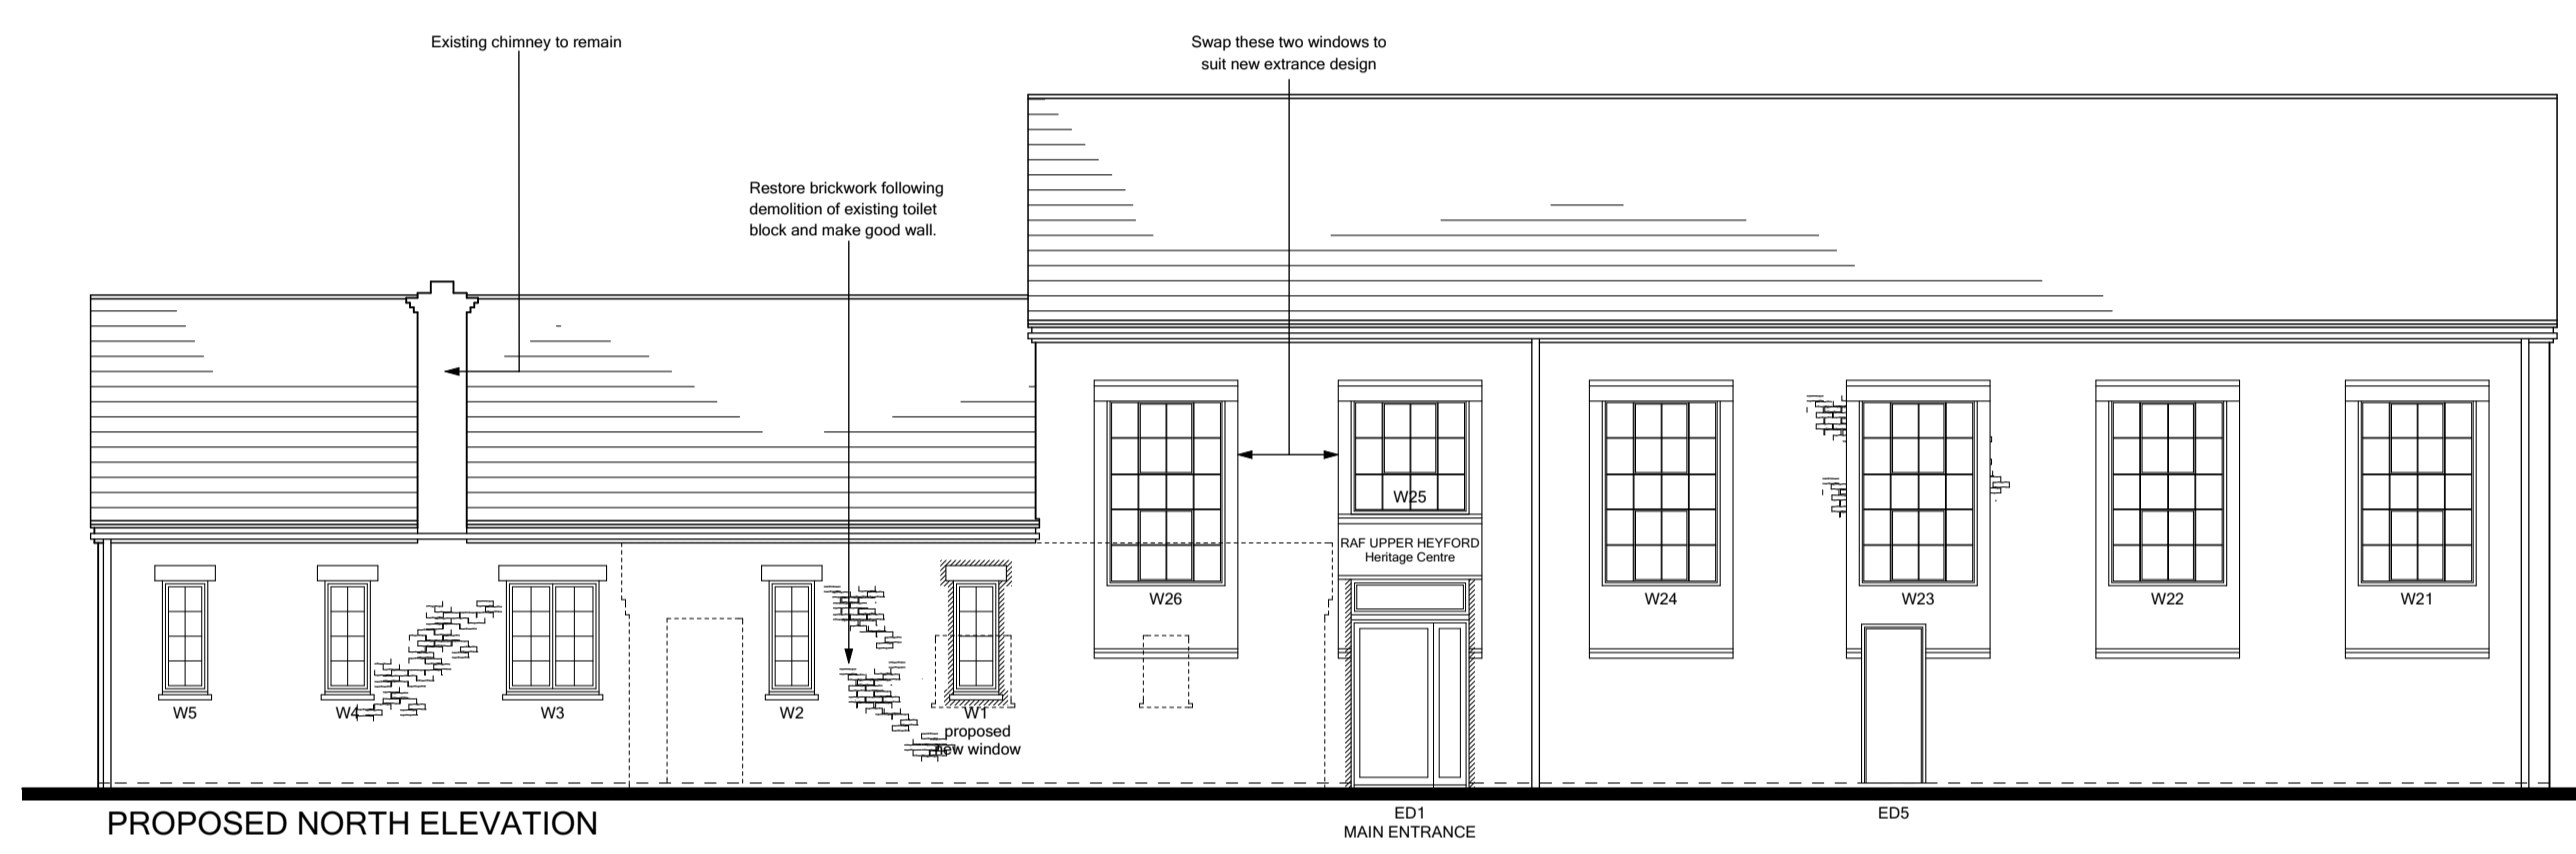 Existing chimney to remain
Swap these two windows to
suit new extrance design
Restore brickwork following
demolition of existing toilet
block and make good wall.
W25
RAF UPPER HEYFORD
Heritage Centre
W26
W24
W23
W22
W21
W5
W4
W3
W2
W1
proposed
new window
PROPOSED NORTH ELEVATION
ED1
MAIN ENTRANCE
ED5